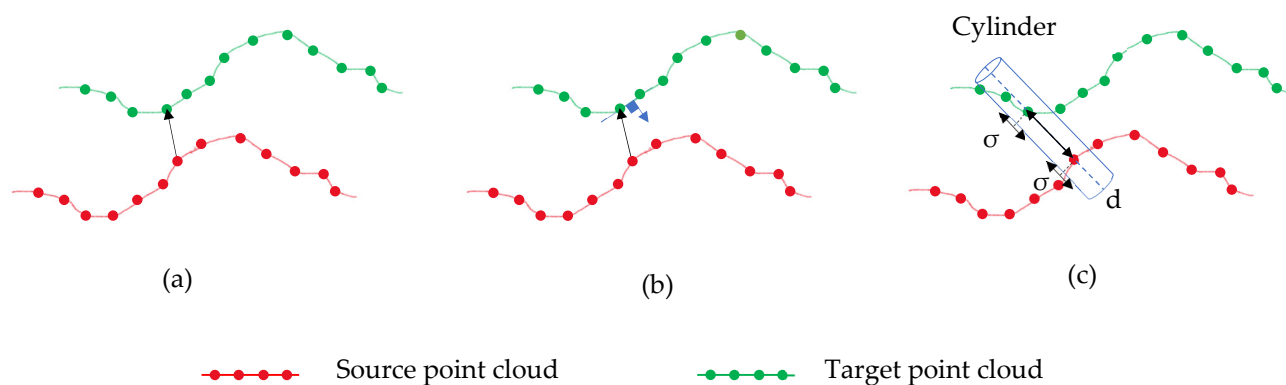 Cylinder
σ
σ
d
(a)
(b)
(c)
Source point cloud
Target point cloud